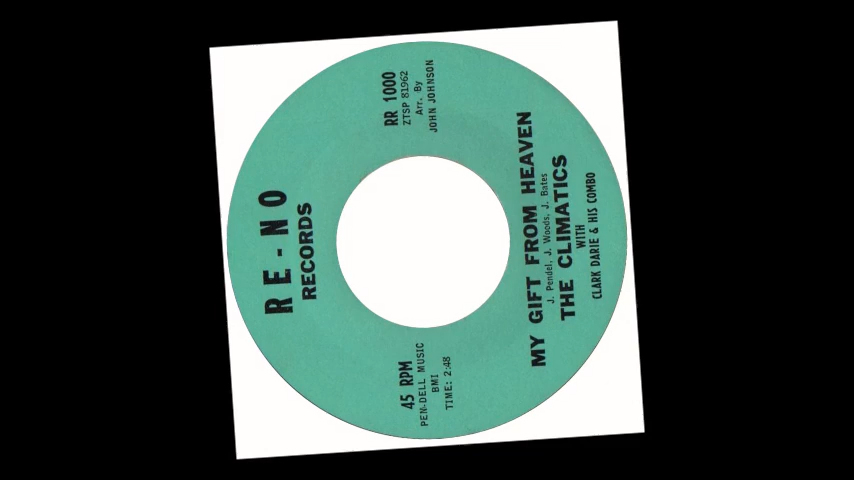 RE-NO
RECORDS
45 RPM
PEN-DELL MUSIC
BMI
TIME: 2:48
RR 1000
ZTSP 81962
Arr. By
JOHN JOHNSON
MY GIFT FROM HEAVEN
J. Pendel, J. Woods, J. Bates
THE CLIMATICS
WITH
CLARK DARIE & HIS COMBO